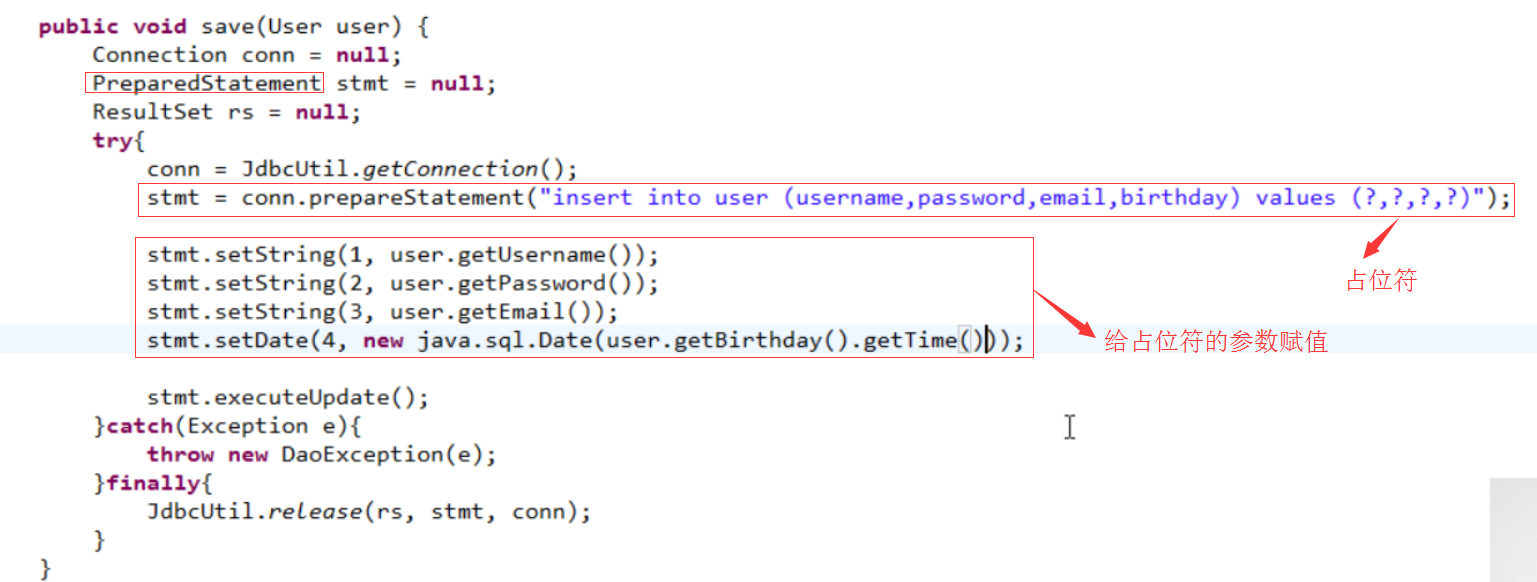 public void save(User user) {
Connection conn = null;
PreparedStatement stmt = null;
ResultSet rs = null;
try{
conn = JdbcUtil.getConnection();
stmt = conn.prepareStatement("insert into user (username,password,email,birthday) values (?,?,?,?)");
stmt.setString(1, user.getUsername());
占位符
stmt.setString(2, user.getPassword());
stmt.setString(3, user.getEmail());
stmt.setDate(4, new java.sql.Date(user.getBirthday().getTime()));
给占位符的参数赋值
stmt.executeUpdate();
}catch(Exception e){
throw new DaoException(e);
}finally{
JdbcUtil.release(rs, stmt, conn);
}
}